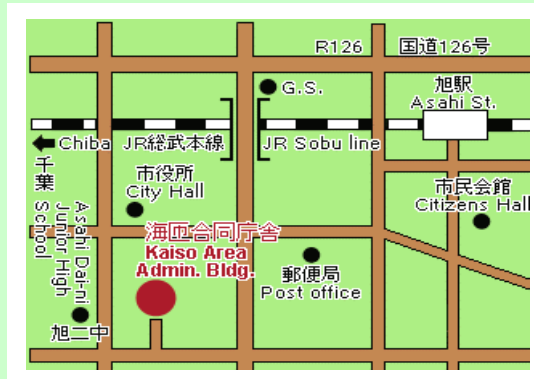 R126 国道126号
G.S.
旭駅
Asahi St.
Chiba
JR総武本線
JR Sobu line
千葉
市役所
City Hall
市民会館
Citizens Hall
海匝合同庁舎
Kaiso Area
Admin. Bldg.
郵便局
Post office
Asahi Dai-ni
Junior High
School
旭二中